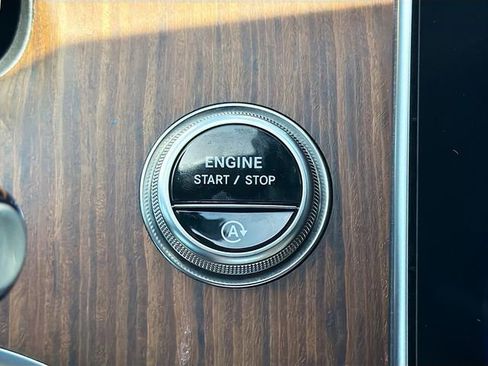 ENGINE
START / STOP
A